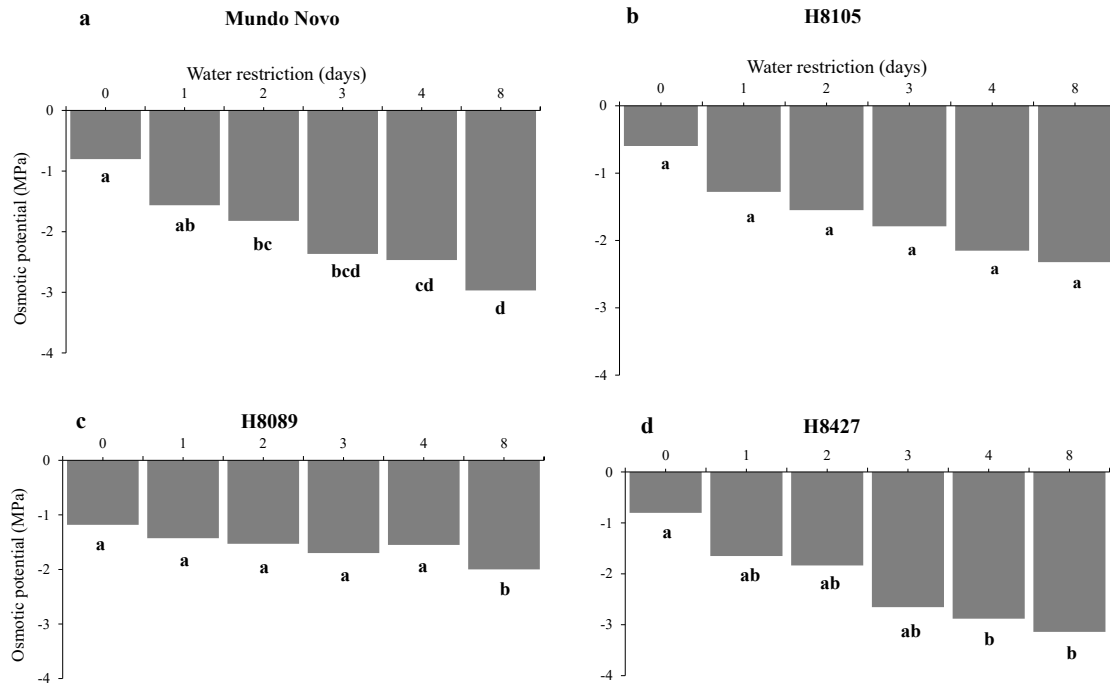 a
Mundo Novo
Water restriction (days)
0 1 2 3 4 8
Osmotic potential (MPa)
0
-1
-2
-3
-4
a ab bc bcd cd d
b
H8105
Water restriction (days)
0 1 2 3 4 8
0
-1
-2
-3
-4
a a a a a a
c
H8089
0 1 2 3 4 8
Osmotic potential (MPa)
0
-1
-2
-3
-4
a a a a a b
d
H8427
0 1 2 3 4 8
0
-1
-2
-3
-4
a ab ab ab b b